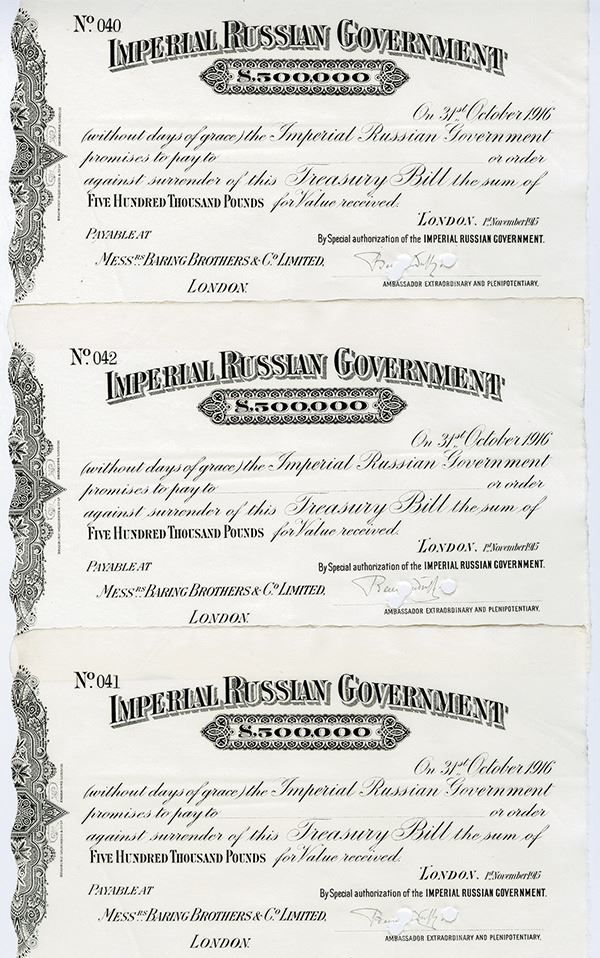 Nº 040
IMPERIAL RUSSIAN GOVERNMENT
£.500,000
On 31st October 1916
(without days of grace) the Imperial Russian Government
promises to pay to or order
against surrender of this Treasury Bill the sum of
FIVE HUNDRED THOUSAND POUNDS for Value received.
LONDON. 1st November 1915
PAYABLE AT By Special authorization of the IMPERIAL RUSSIAN GOVERNMENT.
MESSRS BARING BROTHERS & Cº LIMITED,
LONDON. AMBASSADOR EXTRAORDINARY AND PLENIPOTENTIARY.
Nº 042
IMPERIAL RUSSIAN GOVERNMENT
£.500,000
On 31st October 1916
(without days of grace) the Imperial Russian Government
promises to pay to or order
against surrender of this Treasury Bill the sum of
FIVE HUNDRED THOUSAND POUNDS for Value received.
LONDON. 1st November 1915
PAYABLE AT By Special authorization of the IMPERIAL RUSSIAN GOVERNMENT.
MESSRS BARING BROTHERS & Cº LIMITED,
LONDON. AMBASSADOR EXTRAORDINARY AND PLENIPOTENTIARY.
Nº 041
IMPERIAL RUSSIAN GOVERNMENT
£.500,000
On 31st October 1916
(without days of grace) the Imperial Russian Government
promises to pay to or order
against surrender of this Treasury Bill the sum of
FIVE HUNDRED THOUSAND POUNDS for Value received.
LONDON. 1st November 1915
PAYABLE AT By Special authorization of the IMPERIAL RUSSIAN GOVERNMENT.
MESSRS BARING BROTHERS & Cº LIMITED,
LONDON. AMBASSADOR EXTRAORDINARY AND PLENIPOTENTIARY.